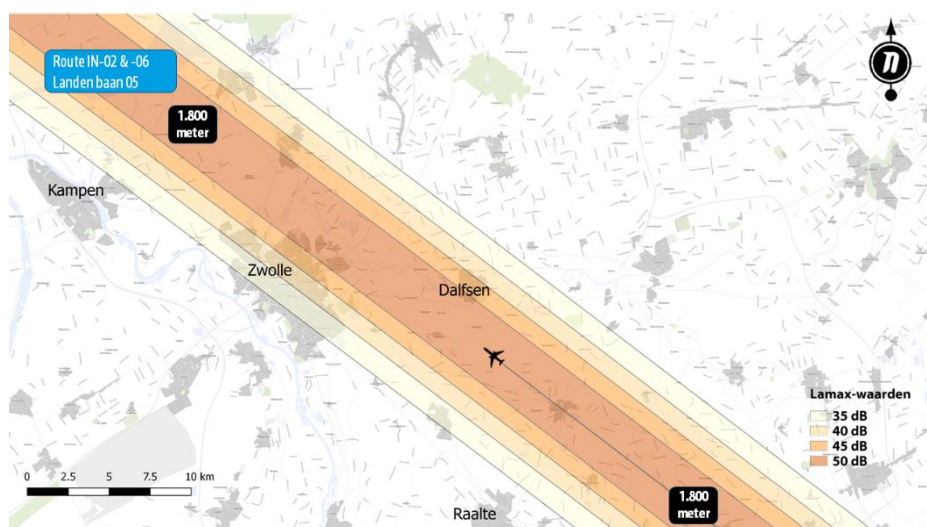 Route IN-02 & -06
Landen baan 05
1.800
meter
Kampen
Zwolle
Dalfsen
Lamax-waarden
35 dB
40 dB
45 dB
50 dB
0 2.5 5 7.5 10 km
Raalte
1.800
meter